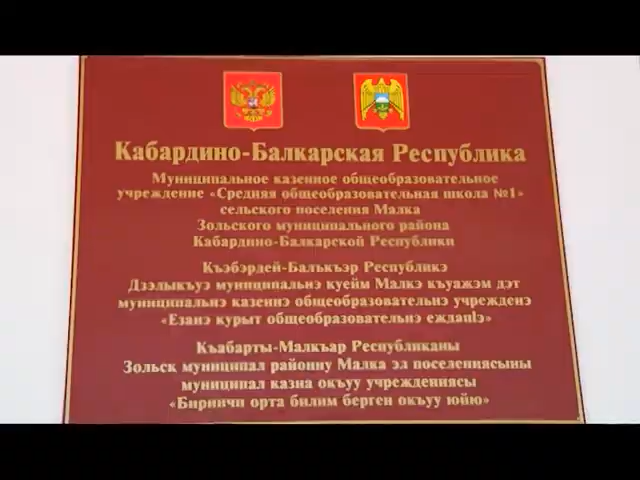 Кабардино-Балкарская Республика
Муниципальное казенное общеобразовательное
учреждение «Средняя общеобразовательная школа №1»
сельского поселения Малка
Зольского муниципального района
Кабардино-Балкарской Республики
Къэбэрдей-Балъкъэр Республикэ
Дзэлыкъуэ муниципальнэ куейм Малкэ къуажэм дэт
муниципальнэ казеннэ общеобразовательнэ учрежденэ
«Езанэ курыт общеобразовательнэ еждапӀэ»
Къабарты-Малкъар Республиканы
Зольск муниципал районну Малка эл поселениясыны
муниципал казна окъуу учреждениясы
«Биринчи орта билим берген окъуу юйю»